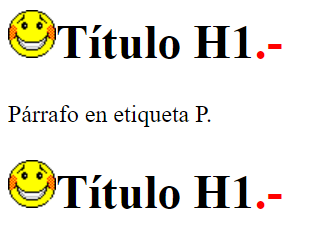 Título H1.-
Párrafo en etiqueta P.
Título H1.-